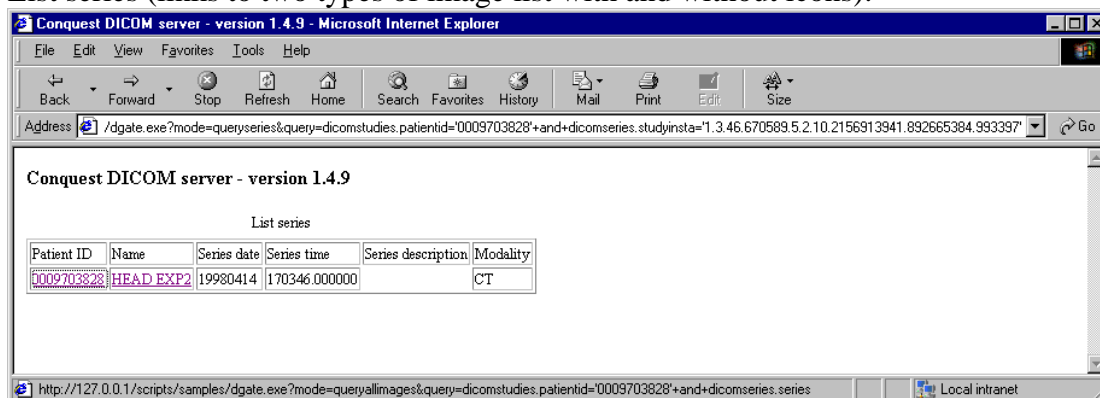 List series (links to two types of image list with and without icons):
Conquest DICOM server - version 1.4.9 - Microsoft Internet Explorer
File Edit View Favorites Tools Help
Back Forward Stop Refresh Home Search Favorites History Mail Print Edit Size
Address /dgate.exe?mode=queryseries&query=dicomstudies.patientid='0009703828'+and+dicomseries.studyinsta='1.3.46.670589.5.2.10.2156913941.892665384.993397' Go
Conquest DICOM server - version 1.4.9
List series
Patient ID Name Series date Series time Series description Modality
0009703828 HEAD EXP2 19980414 170346.000000 CT
http://127.0.0.1/scripts/samples/dgate.exe?mode=queryallimages&query=dicomstudies.patientid='0009703828'+and+dicomseries.series Local intranet